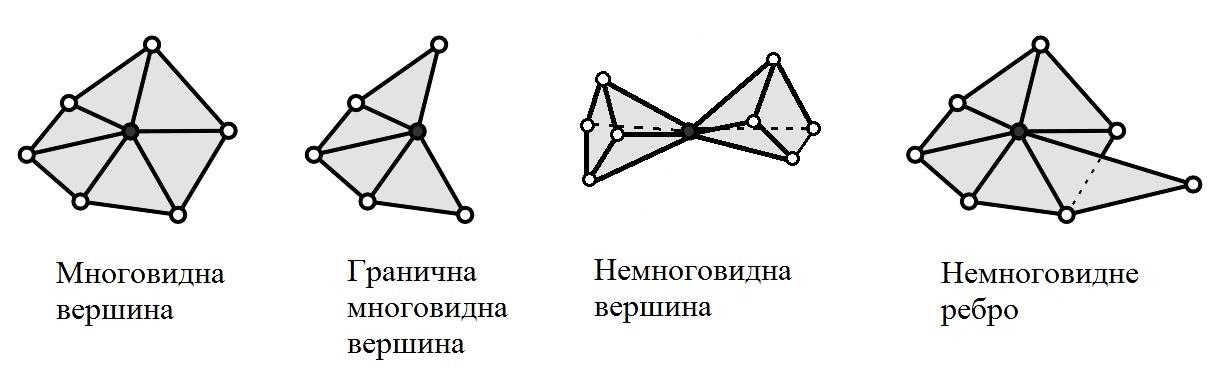 Многовидна
вершина
Гранична
многовидна
вершина
Немноговидна
вершина
Немноговидне
ребро